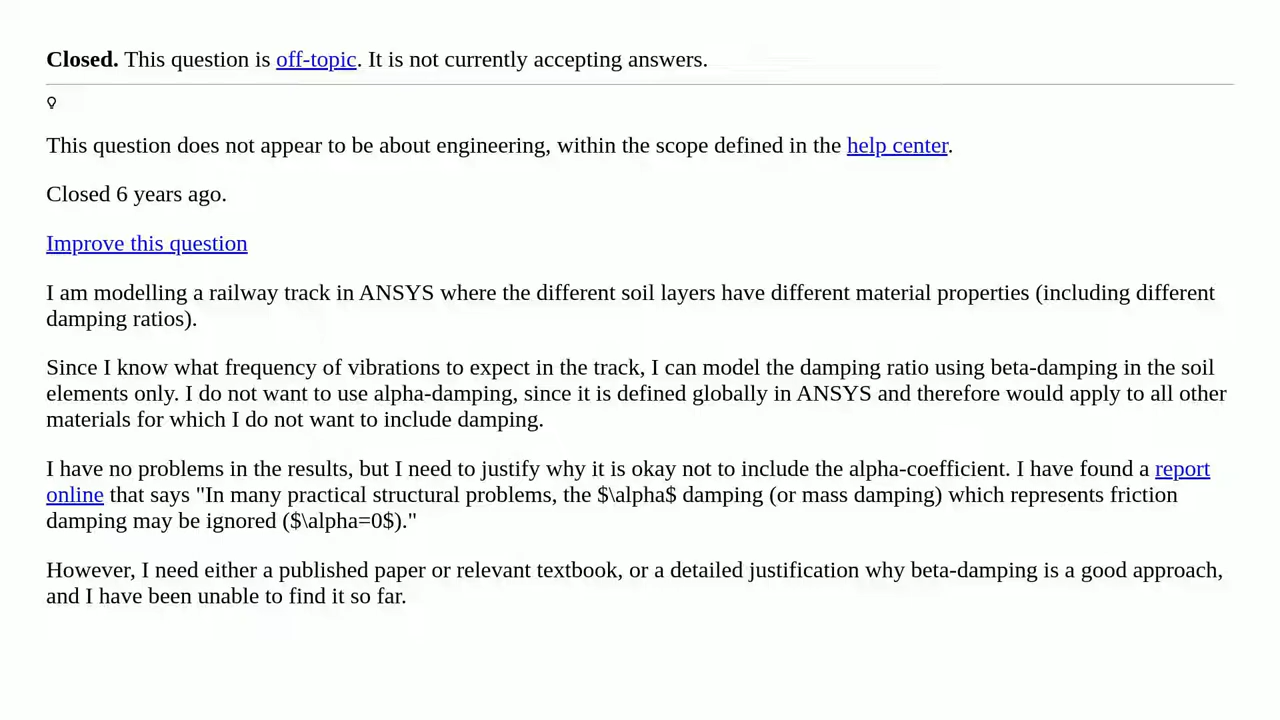 Closed. This question is off-topic. It is not currently accepting answers.
This question does not appear to be about engineering, within the scope defined in the help center.
Closed 6 years ago.
Improve this question
I am modelling a railway track in ANSYS where the different soil layers have different material properties (including different
damping ratios).
Since I know what frequency of vibrations to expect in the track, I can model the damping ratio using beta-damping in the soil
elements only. I do not want to use alpha-damping, since it is defined globally in ANSYS and therefore would apply to all other
materials for which I do not want to include damping.
I have no problems in the results, but I need to justify why it is okay not to include the alpha-coefficient. I have found a report
online that says "In many practical structural problems, the $\alpha$ damping (or mass damping) which represents friction
damping may be ignored ($\alpha=0$)."
However, I need either a published paper or relevant textbook, or a detailed justification why beta-damping is a good approach,
and I have been unable to find it so far.